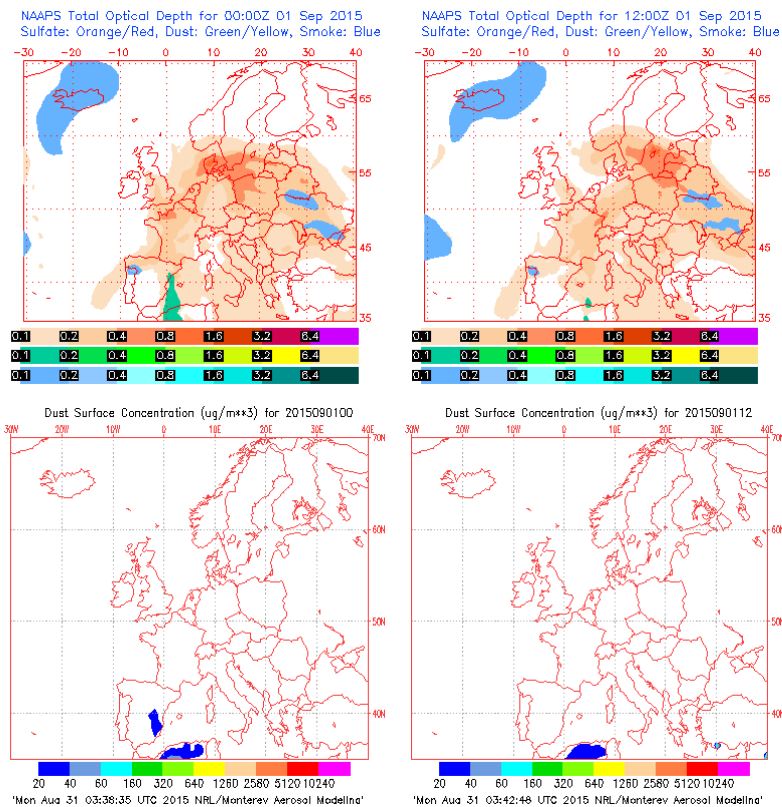 NAAPS Total Optical Depth for 00:00Z 01 Sep 2015
Sulfate: Orange/Red, Dust: Green/Yellow, Smoke: Blue
-30 -20 -10 0 10 20 30 40
65
55
45
35
0.1 0.2 0.4 0.8 1.6 3.2 6.4
0.1 0.2 0.4 0.8 1.6 3.2 6.4
0.1 0.2 0.4 0.8 1.6 3.2 6.4
NAAPS Total Optical Depth for 12:00Z 01 Sep 2015
Sulfate: Orange/Red, Dust: Green/Yellow, Smoke: Blue
-30 -20 -10 0 10 20 30 40
65
55
45
35
0.1 0.2 0.4 0.8 1.6 3.2 6.4
0.1 0.2 0.4 0.8 1.6 3.2 6.4
0.1 0.2 0.4 0.8 1.6 3.2 6.4
Dust Surface Concentration (ug/m**3) for 2015090100
30W 20W 10W 0 10E 20E 30E 40E
70N
60N
50N
40N
20 40 80 160 320 640 1280 2560 5120 10240
'Mon Aug 31 03:38:35 UTC 2015 NRL/Monterey Aerosol Modelling'
Dust Surface Concentration (ug/m**3) for 2015090112
30W 20W 10W 0 10E 20E 30E 40E
70N
60N
50N
40N
20 40 80 160 320 640 1280 2560 5120 10240
'Mon Aug 31 03:42:48 UTC 2015 NRL/Monterey Aerosol Modelling'